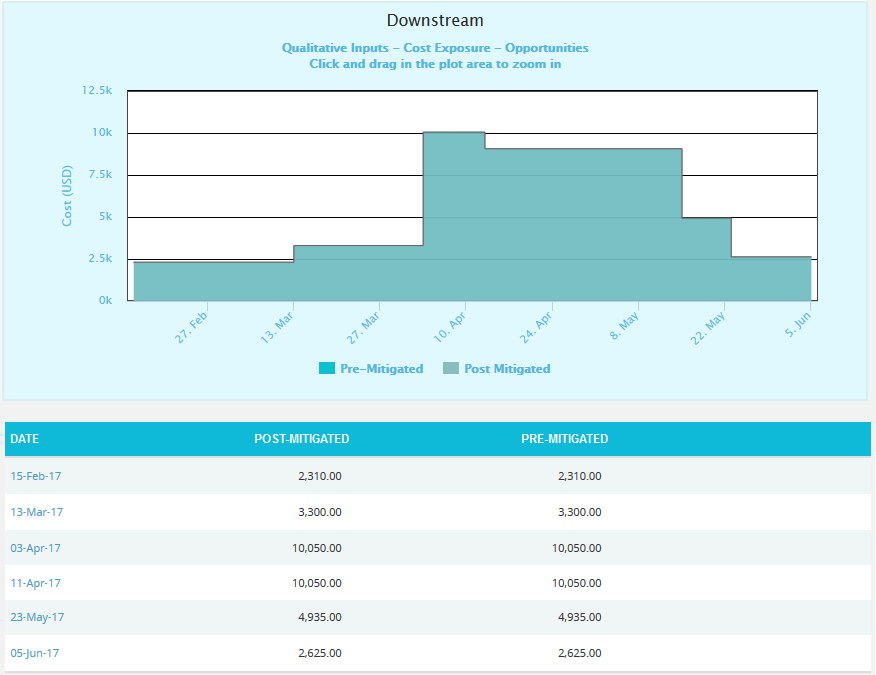 Downstream
Qualitative Inputs - Cost Exposure - Opportunities
Click and drag in the plot area to zoom in
12.5k
10k
7.5k
5k
2.5k
0k
Cost (USD)
27. Feb
13. Mar
27. Mar
10. Apr
24. Apr
8. May
22. May
5. Jun
Pre-Mitigated Post Mitigated
DATE POST-MITIGATED PRE-MITIGATED
15-Feb-17 2,310.00 2,310.00
13-Mar-17 3,300.00 3,300.00
03-Apr-17 10,050.00 10,050.00
11-Apr-17 10,050.00 10,050.00
23-May-17 4,935.00 4,935.00
05-Jun-17 2,625.00 2,625.00